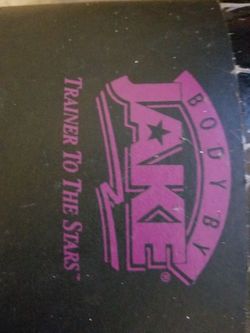 BODY BY
JAKE®
TRAINER TO THE STARS™